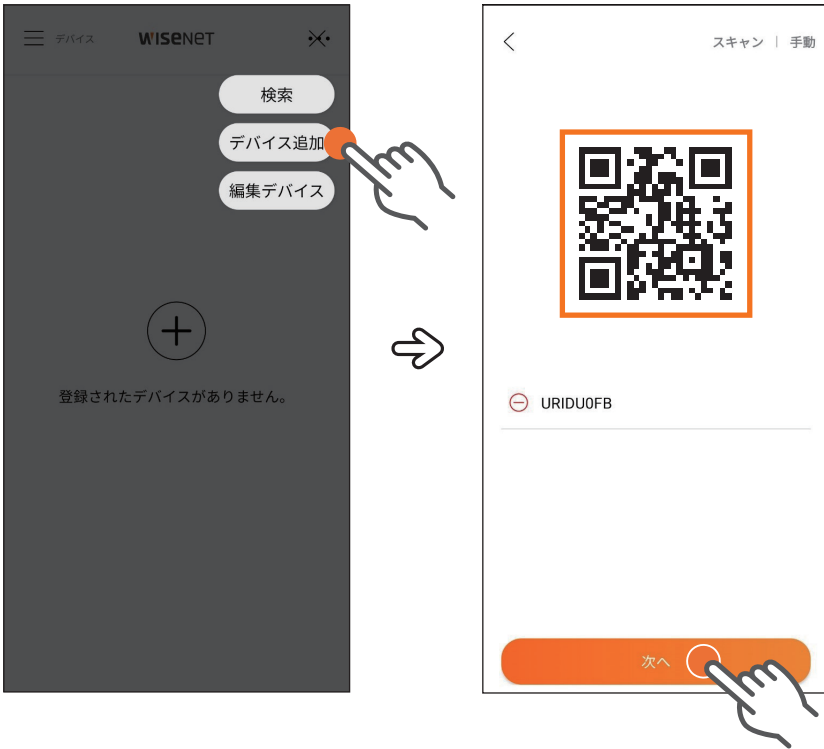 デバイス
WISENET
検索
デバイス追加
編集デバイス
登録されたデバイスがありません。
スキャン | 手動
URIDU0FB
次へ